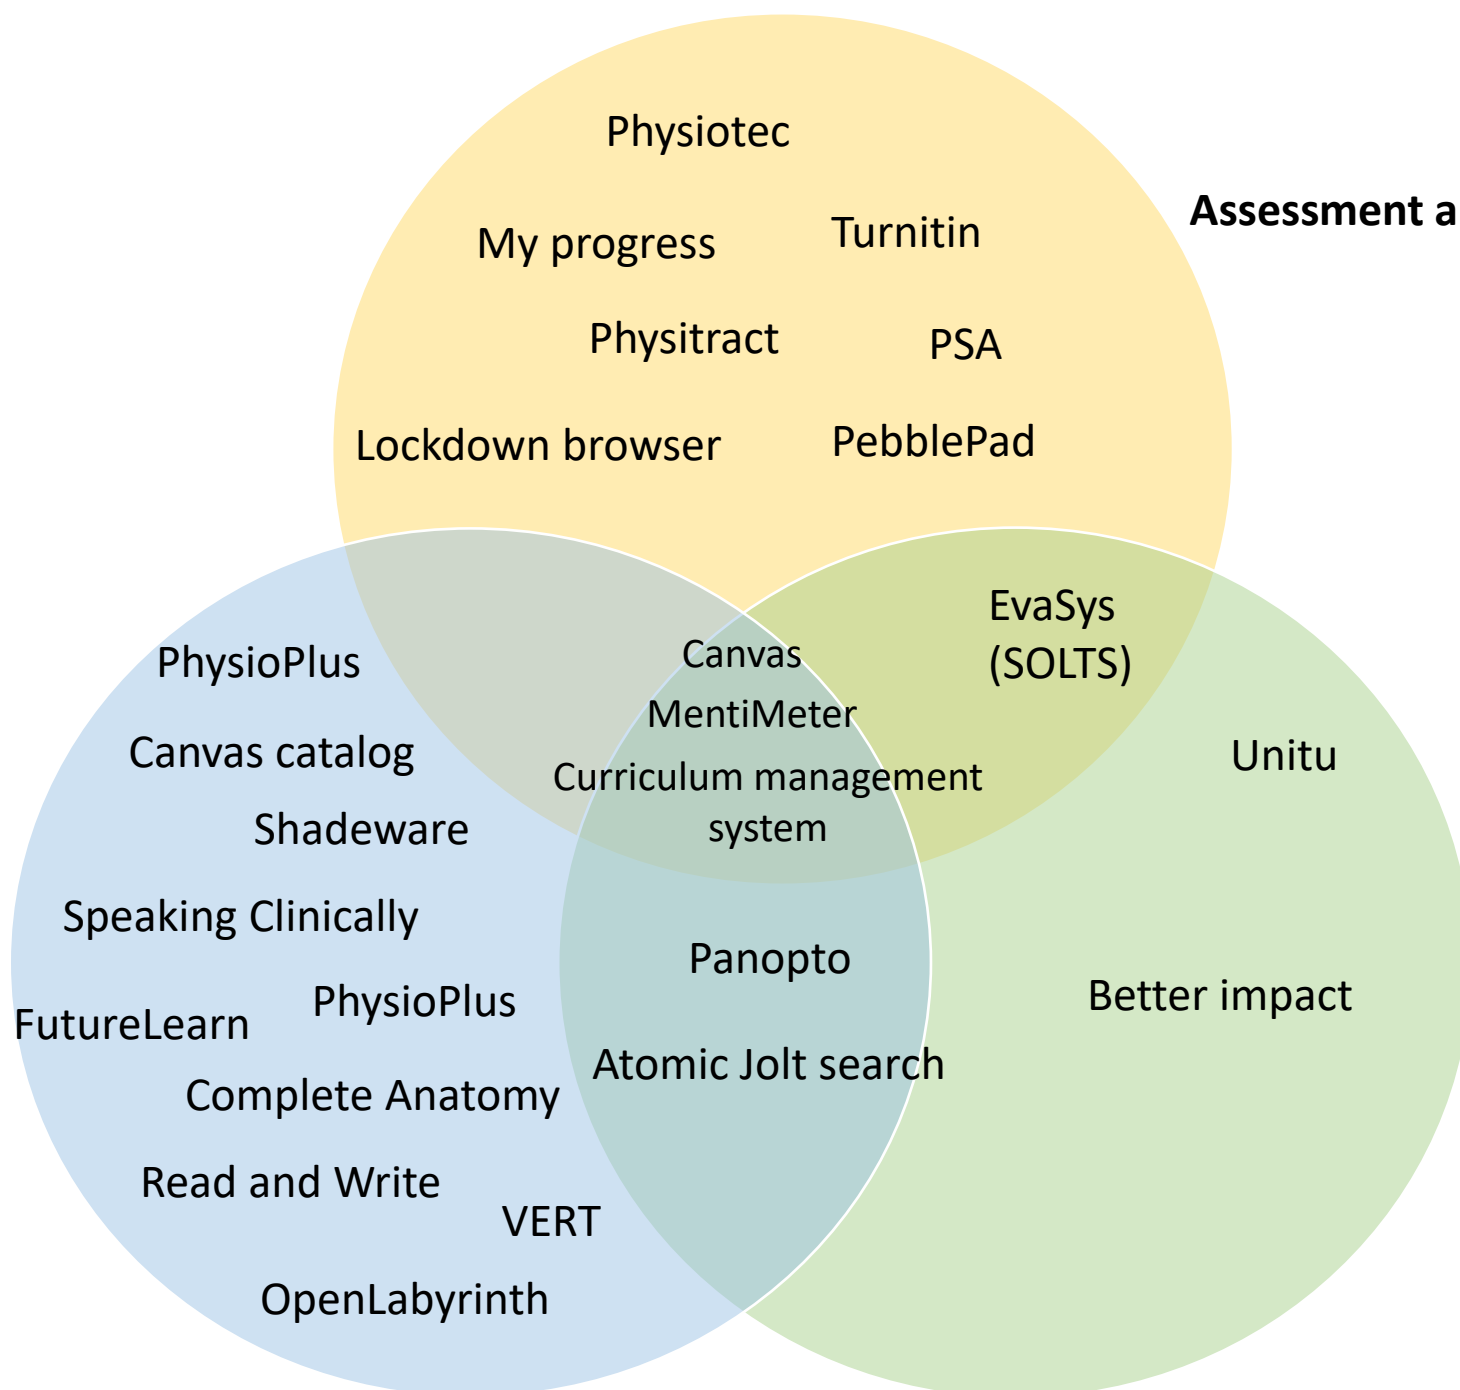 Physiotec
Assessment a
My progress
Turnitin
Physitract
PSA
Lockdown browser
PebblePad
EvaSys
(SOLTS)
Canvas
PhysioPlus
MentiMeter
Canvas catalog
Unitu
Curriculum management
system
Shadeware
Speaking Clinically
Panopto
PhysioPlus
Better impact
FutureLearn
Atomic Jolt search
Complete Anatomy
Read and Write
VERT
OpenLabyrinth